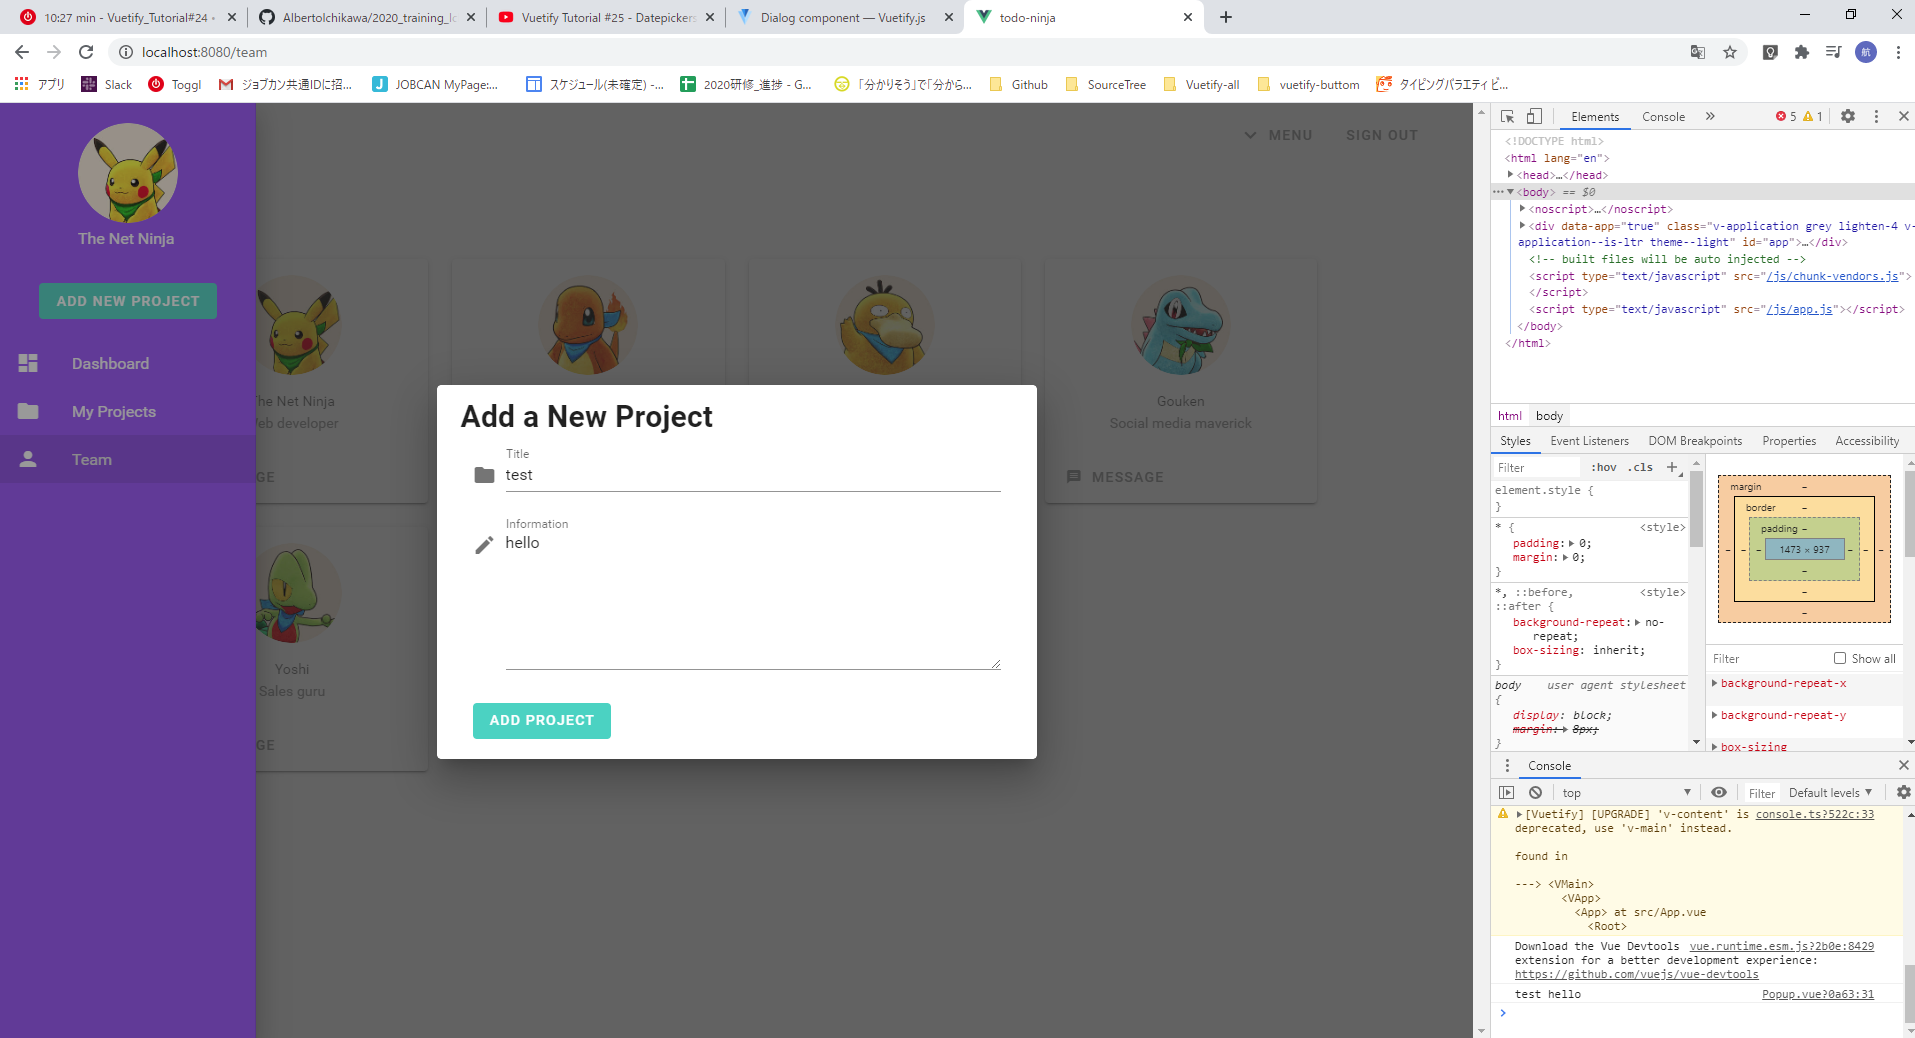 10:27 min - Vuetify_Tutorial#24
AlbertoIchikawa/2020_training_lo
Vuetify Tutorial #25 - Datepickers
Dialog component — Vuetify.js
todo-ninja
localhost:8080/team
航
アプリ
Slack
Toggl
ジョブカン共通IDに招...
JOBCAN MyPage:...
スケジュール(未確定) -...
2020研修_進捗 - G...
「分かりそう」で「分から...
Github
SourceTree
Vuetify-all
vuetify-buttom
タイピングバラエティ ビ...
The Net Ninja
ADD NEW PROJECT
Dashboard
My Projects
Team
MENU
SIGN OUT
The Net Ninja
eb developer
GE
Gouken
Social media maverick
MESSAGE
Yoshi
Sales guru
GE
Add a New Project
Title
test
Information
hello
ADD PROJECT
Elements
Console
5
1
<!DOCTYPE html>
<html lang="en">
<head>…</head>
<body> == $0
<noscript>…</noscript>
<div data-app="true" class="v-application grey lighten-4 v-
application--is-ltr theme--light" id="app">…</div>
<!-- built files will be auto injected -->
<script type="text/javascript" src="/js/chunk-vendors.js">
</script>
<script type="text/javascript" src="/js/app.js"></script>
</body>
</html>
html
body
Styles
Event Listeners
DOM Breakpoints
Properties
Accessibility
Filter
:hov
.cls
+
element.style {
}
* {
<style>
padding: 0;
margin: 0;
}
*, ::before,
<style>
::after {
background-repeat: no-
repeat;
box-sizing: inherit;
}
body
user agent stylesheet
{
display: block;
margin: 8px;
}
margin
–
border
–
padding –
– – – 1473 × 937 – – –
–
–
–
Filter
Show all
background-repeat-x
background-repeat-y
box-sizing
Console
top
Filter
Default levels
[Vuetify] [UPGRADE] 'v-content' is
console.ts?522c:33
deprecated, use 'v-main' instead.
found in
---> <VMain>
<VApp>
<App> at src/App.vue
<Root>
Download the Vue Devtools
vue.runtime.esm.js?2b0e:8429
extension for a better development experience:
https://github.com/vuejs/vue-devtools
test hello
Popup.vue?0a63:31
>